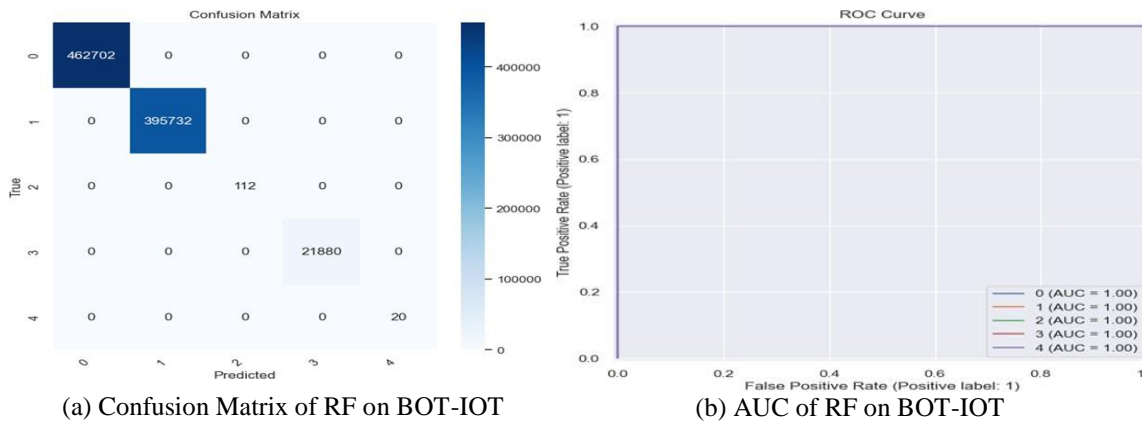 Confusion Matrix
0 462702 0 0 0 0
1 0 395732 0 0 0
2 0 0 112 0 0
3 0 0 0 21880 0
4 0 0 0 0 20
True
0 1 2 3 4
Predicted
400000
300000
200000
100000
0
(a) Confusion Matrix of RF on BOT-IOT
ROC Curve
1.0
0.8
0.6
0.4
0.2
0.0
True Positive Rate (Positive label: 1)
0 (AUC = 1.00)
1 (AUC = 1.00)
2 (AUC = 1.00)
3 (AUC = 1.00)
4 (AUC = 1.00)
0.0 0.2 0.4 0.6 0.8 1
False Positive Rate (Positive label: 1)
(b) AUC of RF on BOT-IOT